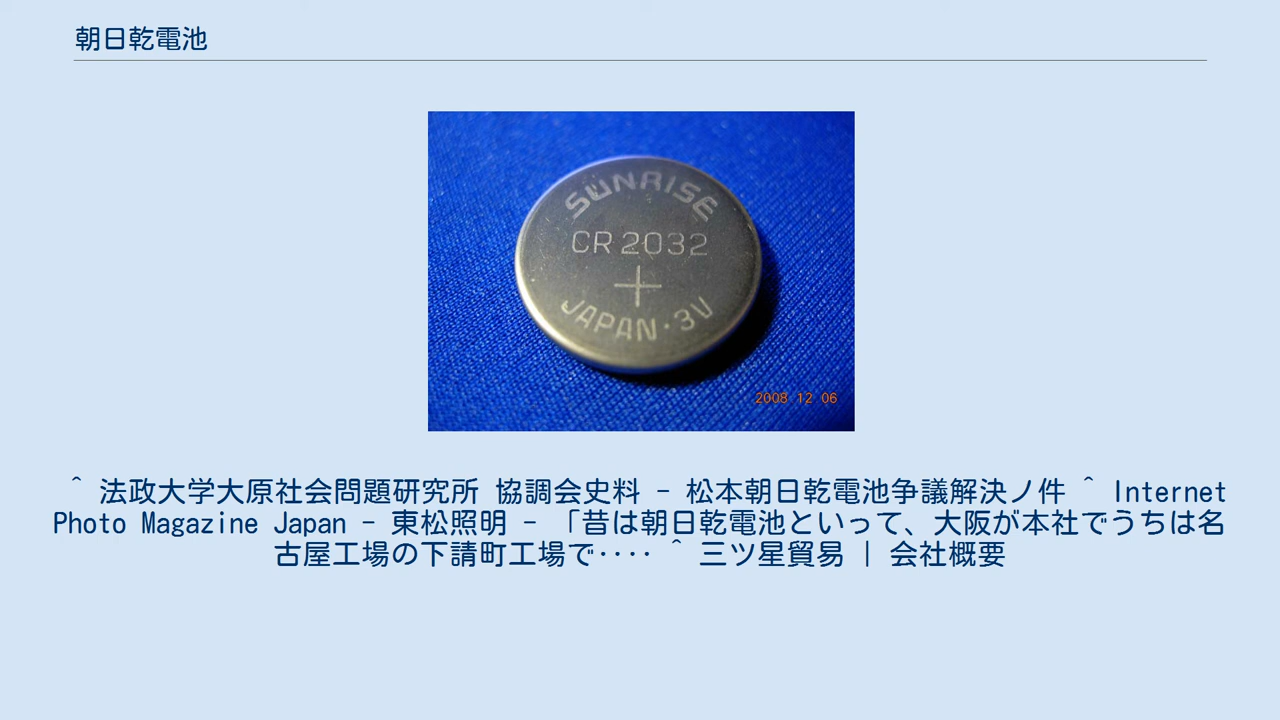 朝日乾電池
SUNRISE
CR2032
+
JAPAN·3V
2008 12 06
^ 法政大学大原社会問題研究所 協調会史料 - 松本朝日乾電池争議解決ノ件 ^ Internet
Photo Magazine Japan - 東松照明 - 「昔は朝日乾電池といって、大阪が本社でうちは名
古屋工場の下請町工場で‥‥ ^ 三ツ星貿易 | 会社概要